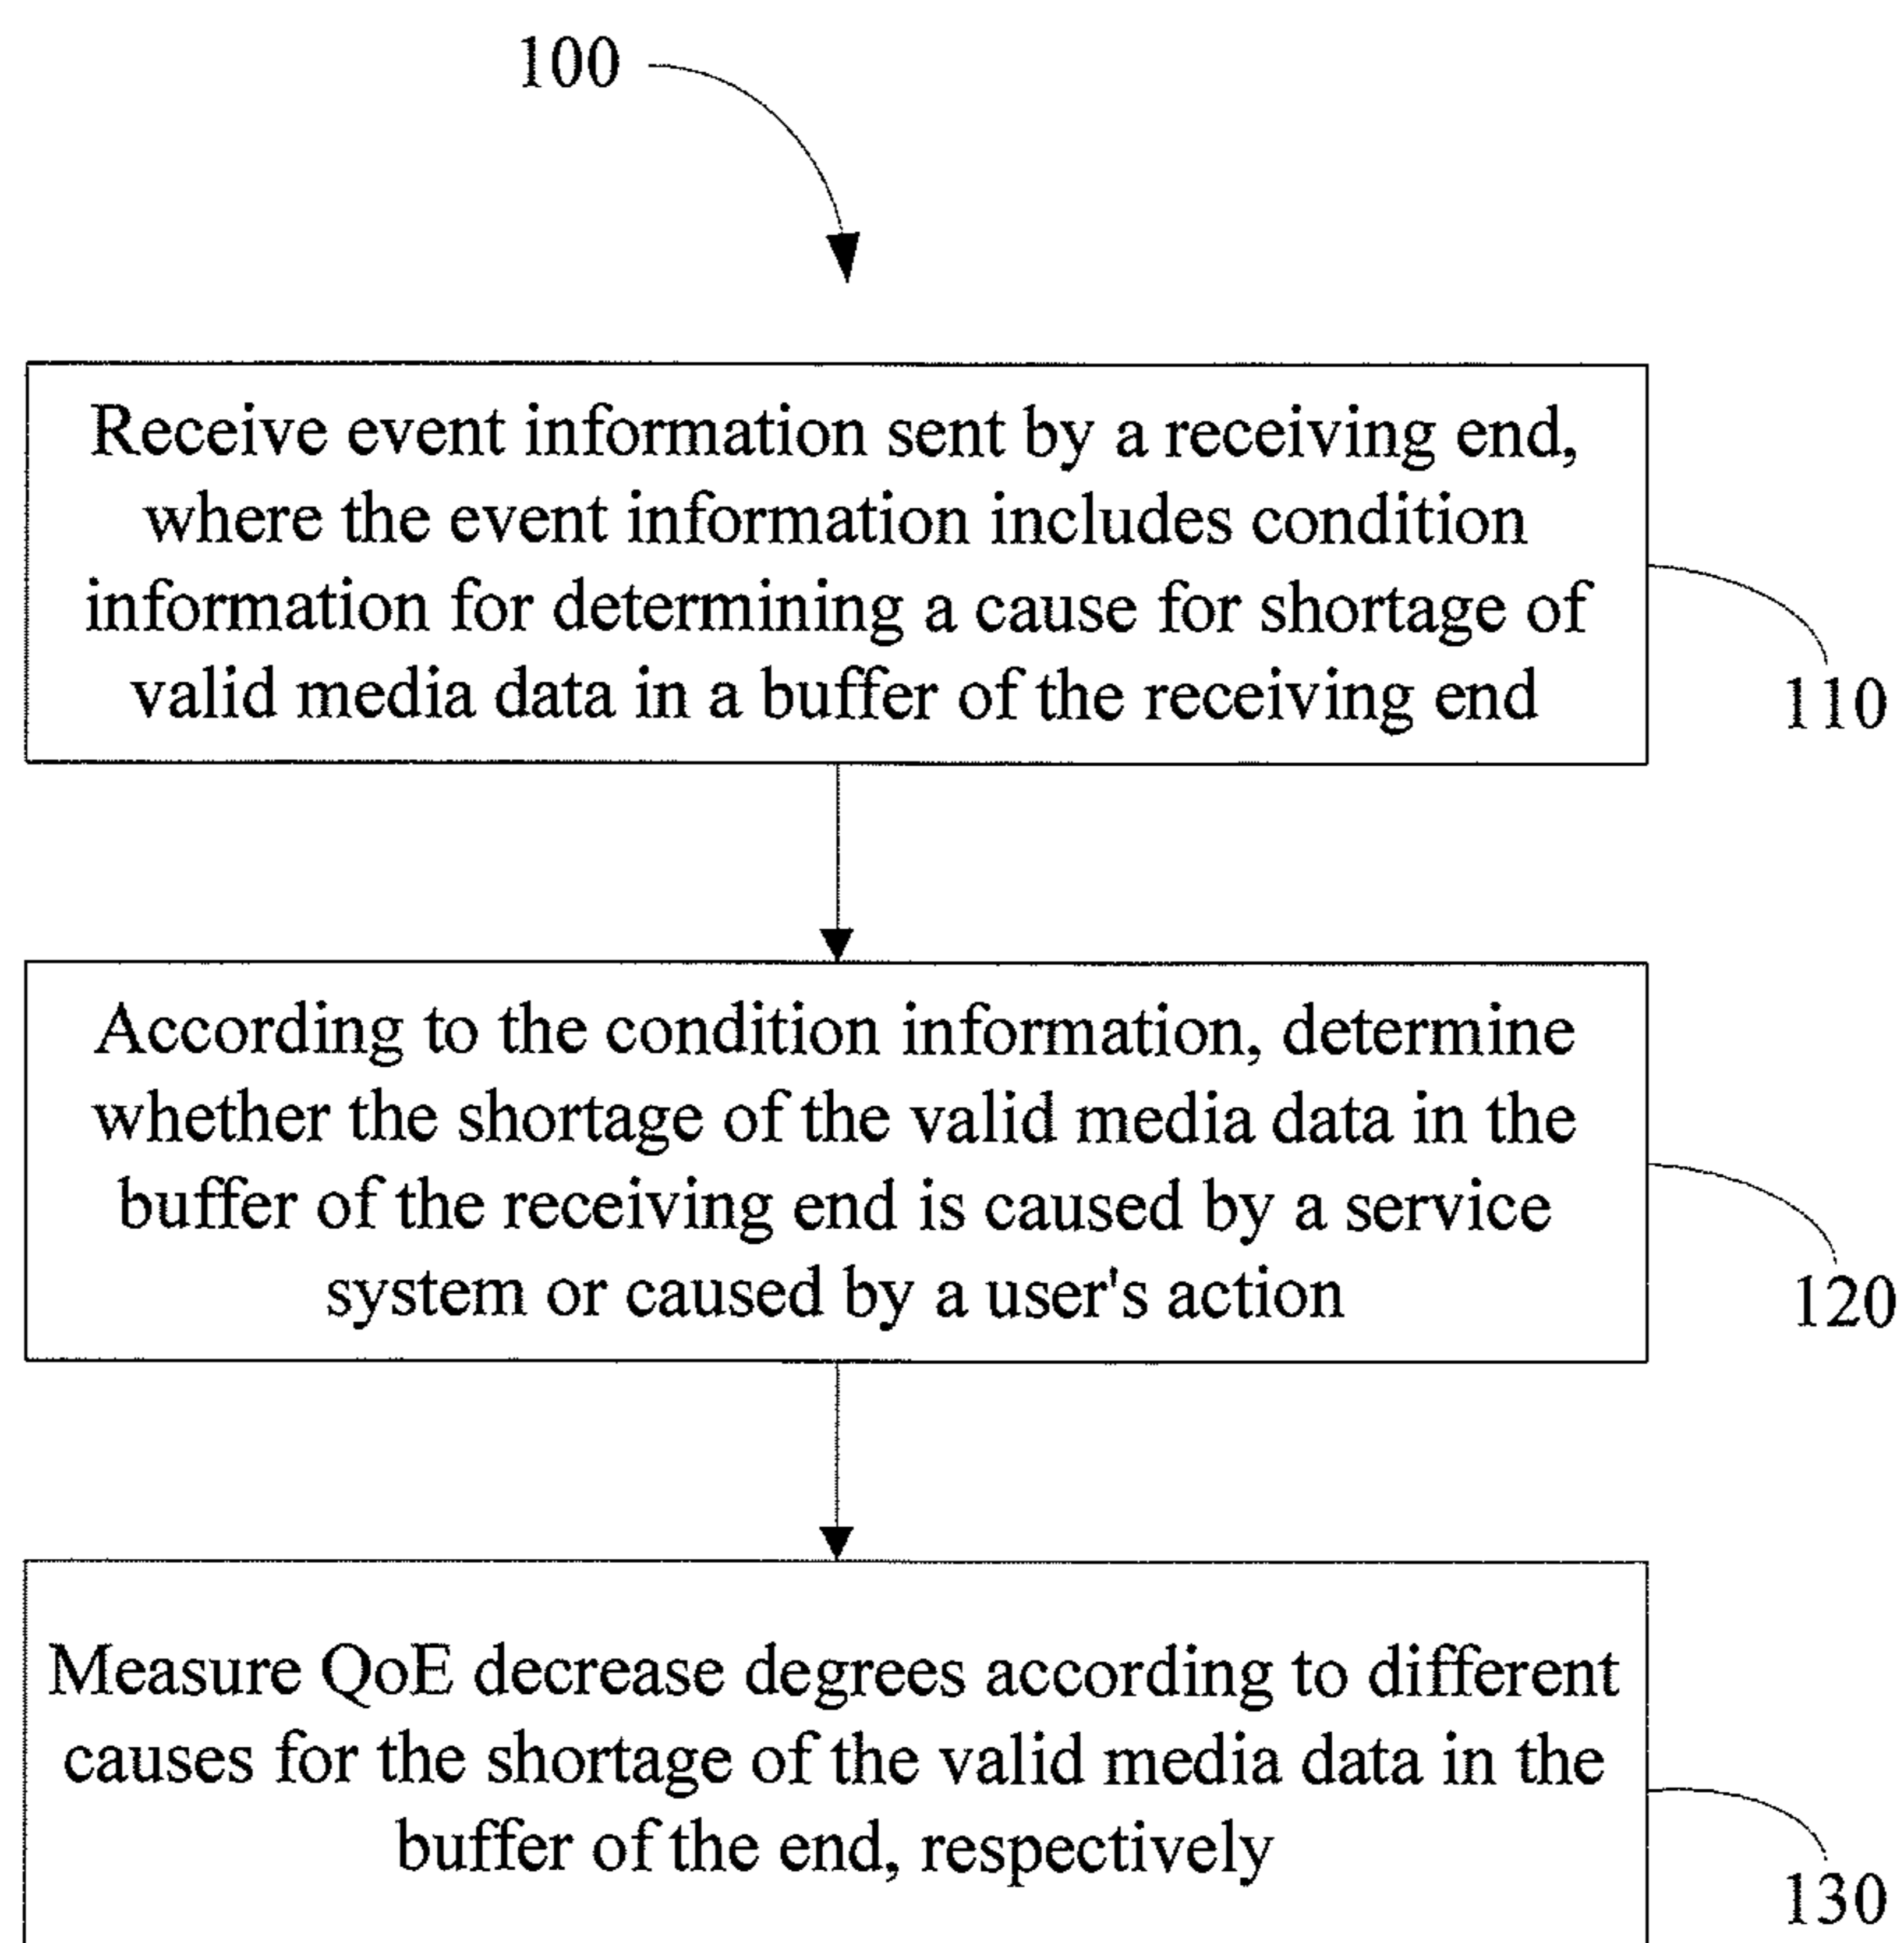 100
Receive event information sent by a receiving end,
where the event information includes condition
information for determining a cause for shortage of
valid media data in a buffer of the receiving end
110
According to the condition information, determine
whether the shortage of the valid media data in the
buffer of the receiving end is caused by a service
system or caused by a user's action
120
Measure QoE decrease degrees according to different
causes for the shortage of the valid media data in the
buffer of the end, respectively
130